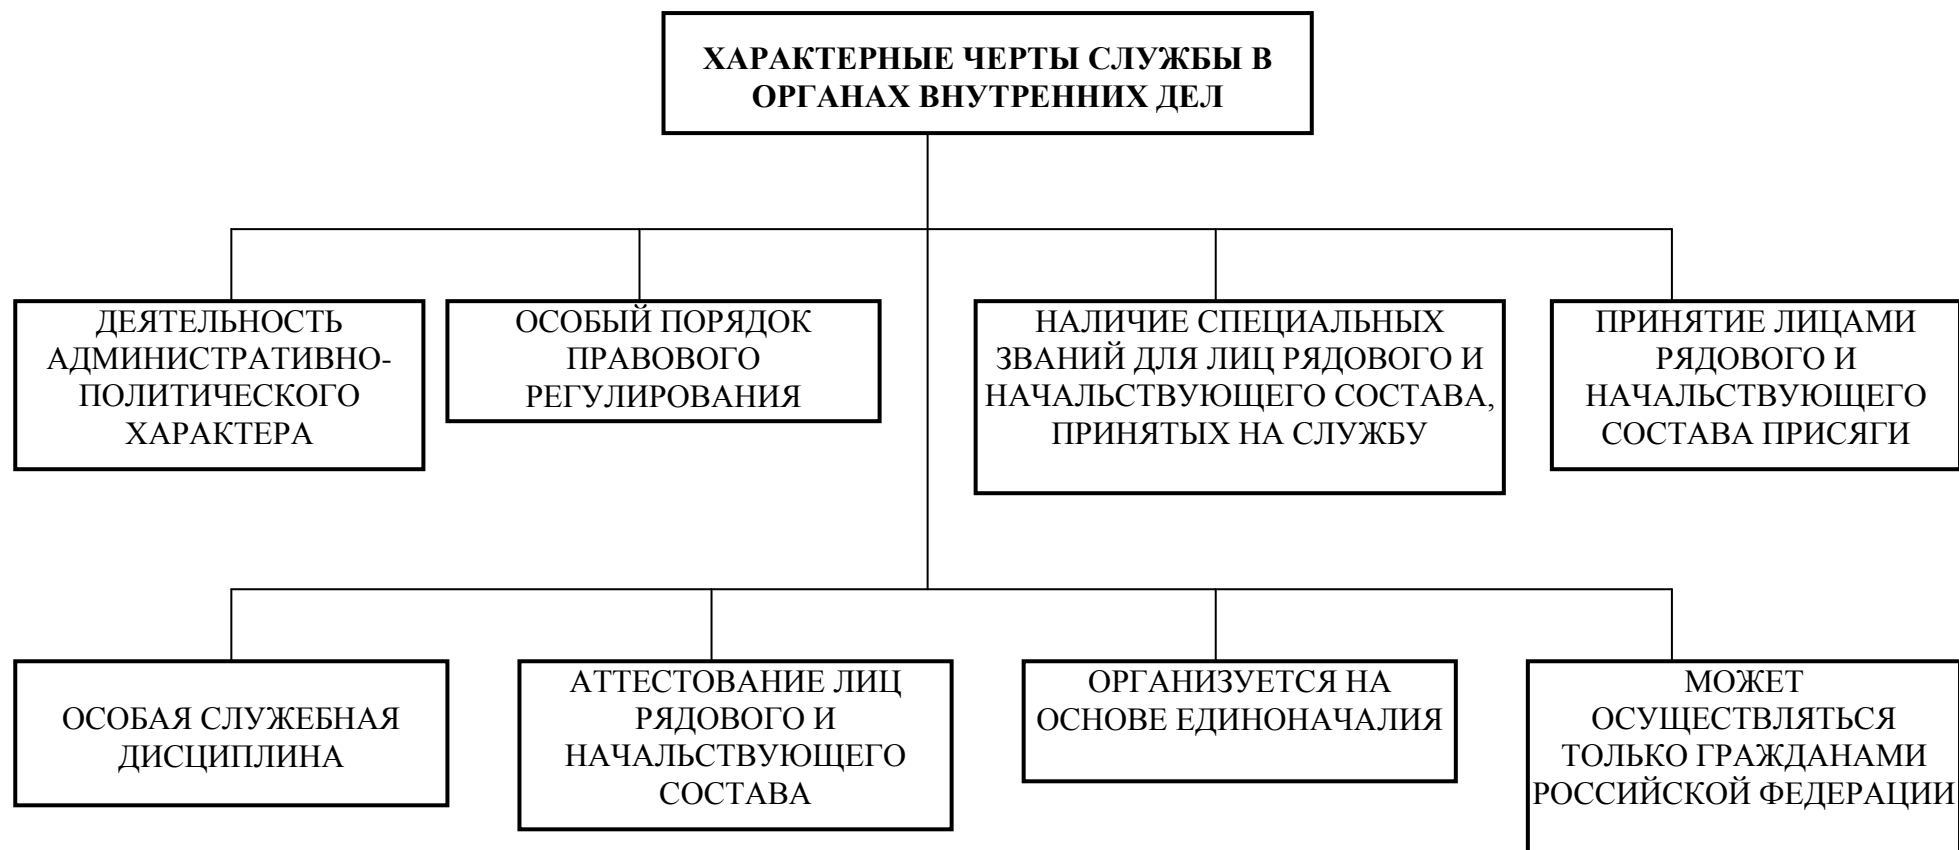 ХАРАКТЕРНЫЕ ЧЕРТЫ СЛУЖБЫ В
ОРГАНАХ ВНУТРЕННИХ ДЕЛ
ДЕЯТЕЛЬНОСТЬ
АДМИНИСТРАТИВНО-
ПОЛИТИЧЕСКОГО
ХАРАКТЕРА
ОСОБЫЙ ПОРЯДОК
ПРАВОВОГО
РЕГУЛИРОВАНИЯ
НАЛИЧИЕ СПЕЦИАЛЬНЫХ
ЗВАНИЙ ДЛЯ ЛИЦ РЯДОВОГО И
НАЧАЛЬСТВУЮЩЕГО СОСТАВА,
ПРИНЯТЫХ НА СЛУЖБУ
ПРИНЯТИЕ ЛИЦАМИ
РЯДОВОГО И
НАЧАЛЬСТВУЮЩЕГО
СОСТАВА ПРИСЯГИ
ОСОБАЯ СЛУЖЕБНАЯ
ДИСЦИПЛИНА
АТТЕСТОВАНИЕ ЛИЦ
РЯДОВОГО И
НАЧАЛЬСТВУЮЩЕГО
СОСТАВА
ОРГАНИЗУЕТСЯ НА
ОСНОВЕ ЕДИНОНАЧАЛИЯ
МОЖЕТ
ОСУЩЕСТВЛЯТЬСЯ
ТОЛЬКО ГРАЖДАНАМИ
РОССИЙСКОЙ ФЕДЕРАЦИИ